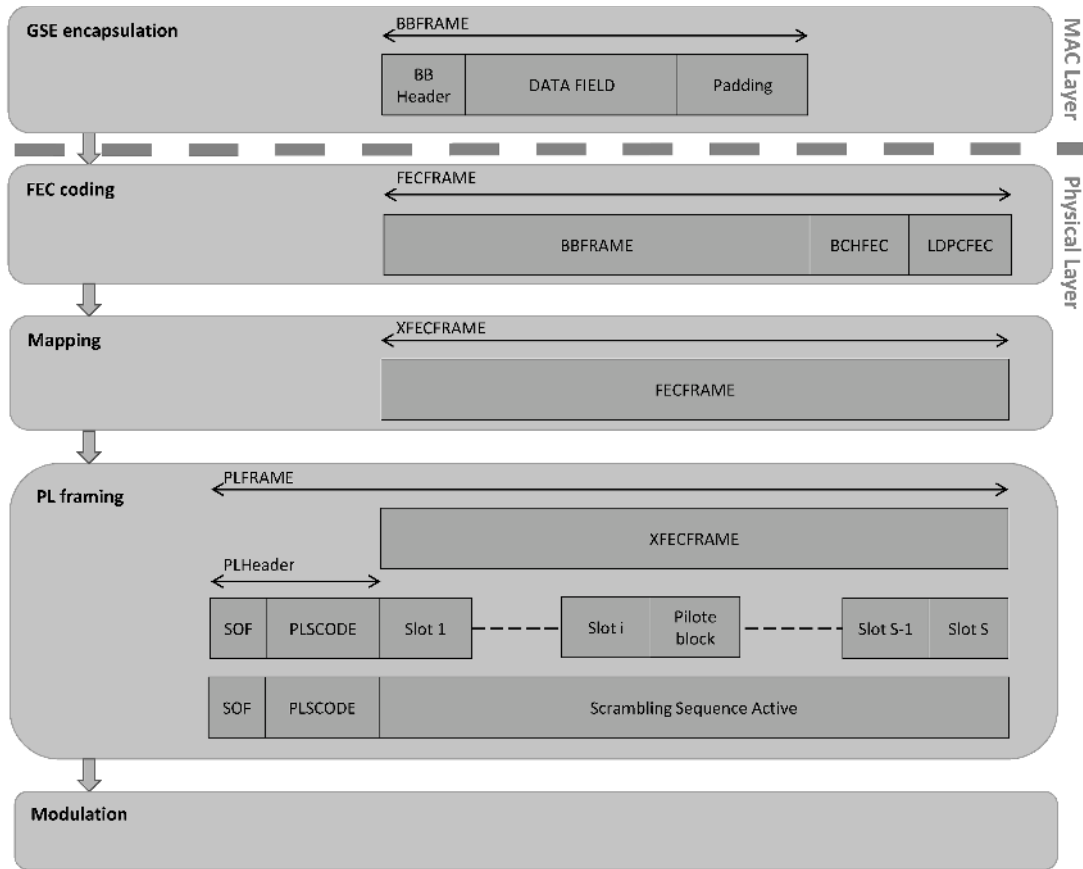 GSE encapsulation
BBFRAME
BB
Header
DATA FIELD
Padding
MAC Layer
FEC coding
FECFRAME
BBFRAME
BCHFEC
LDPCFEC
Physical Layer
Mapping
XFECFRAME
FECFRAME
PL framing
PLFRAME
XFECFRAME
PLHeader
SOF
PLSCODE
Slot 1
Slot i
Pilote
block
Slot S-1
Slot S
SOF
PLSCODE
Scrambling Sequence Active
Modulation